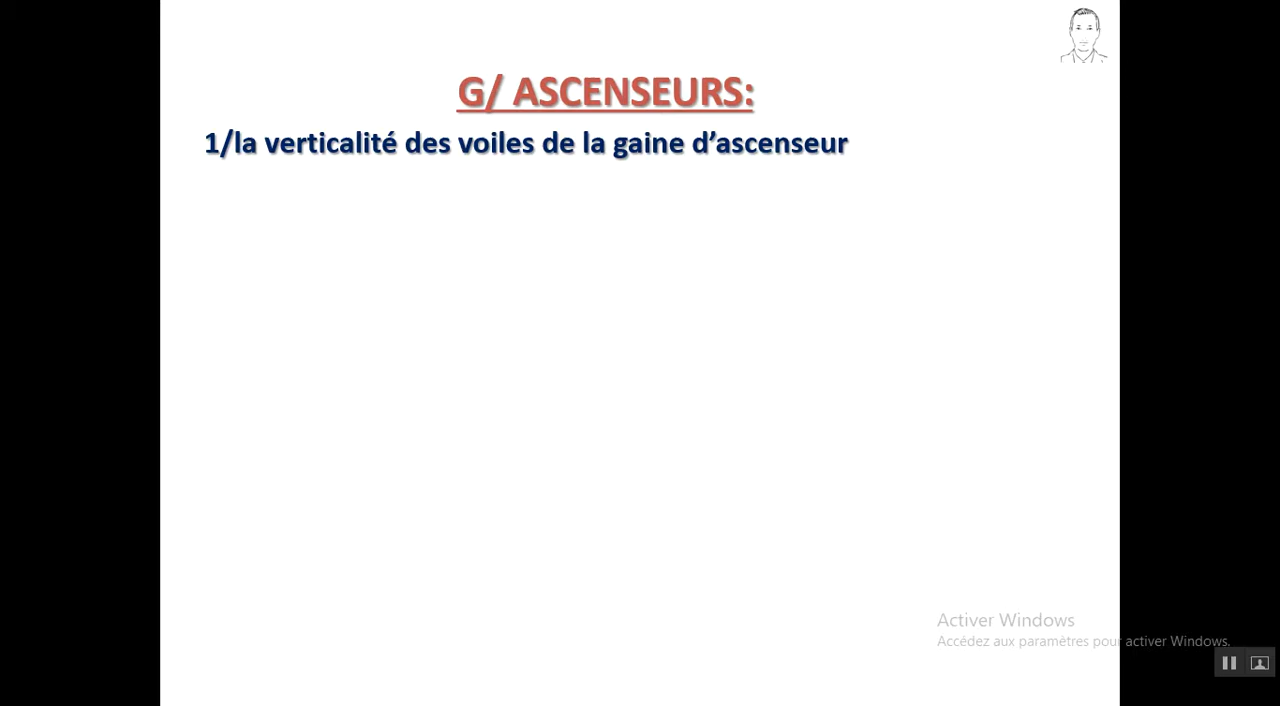 G/ ASCENSEURS:
1/la verticalité des voiles de la gaine d’ascenseur
Activer Windows
Accédez aux paramètres pour activer Windows.